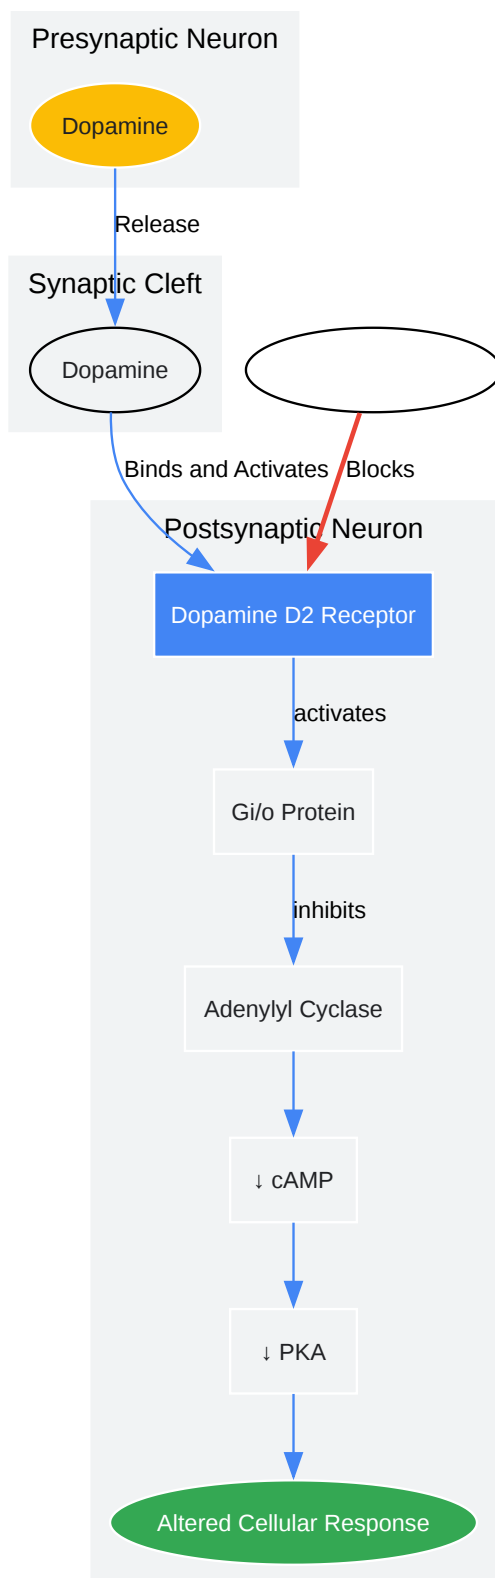 Presynaptic Neuron
Dopamine
Release
Synaptic Cleft
Dopamine
Binds and Activates
Blocks
Postsynaptic Neuron
Dopamine D2 Receptor
activates
Gi/o Protein
inhibits
Adenylyl Cyclase
↓ cAMP
↓ PKA
Altered Cellular Response